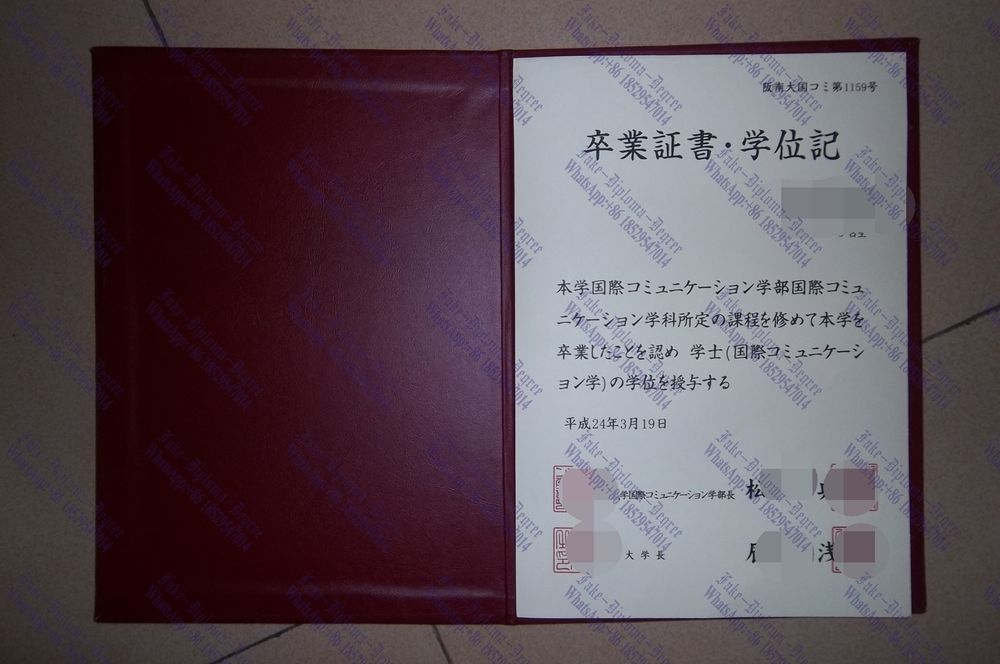 阪南大国コミ第1159号
卒業証書・学位記
本学国際コミュニケーション学部国際コミュ
ニケーション学科所定の課程を修めて本学を
卒業したことを認め 学士(国際コミュニケーシ
ョン学)の学位を授与する
平成24年3月19日
学国際コミュニケーション学部長 松
大学長 浅
Fake-Diploma-Degree
WhatsApp:+86 18529547014